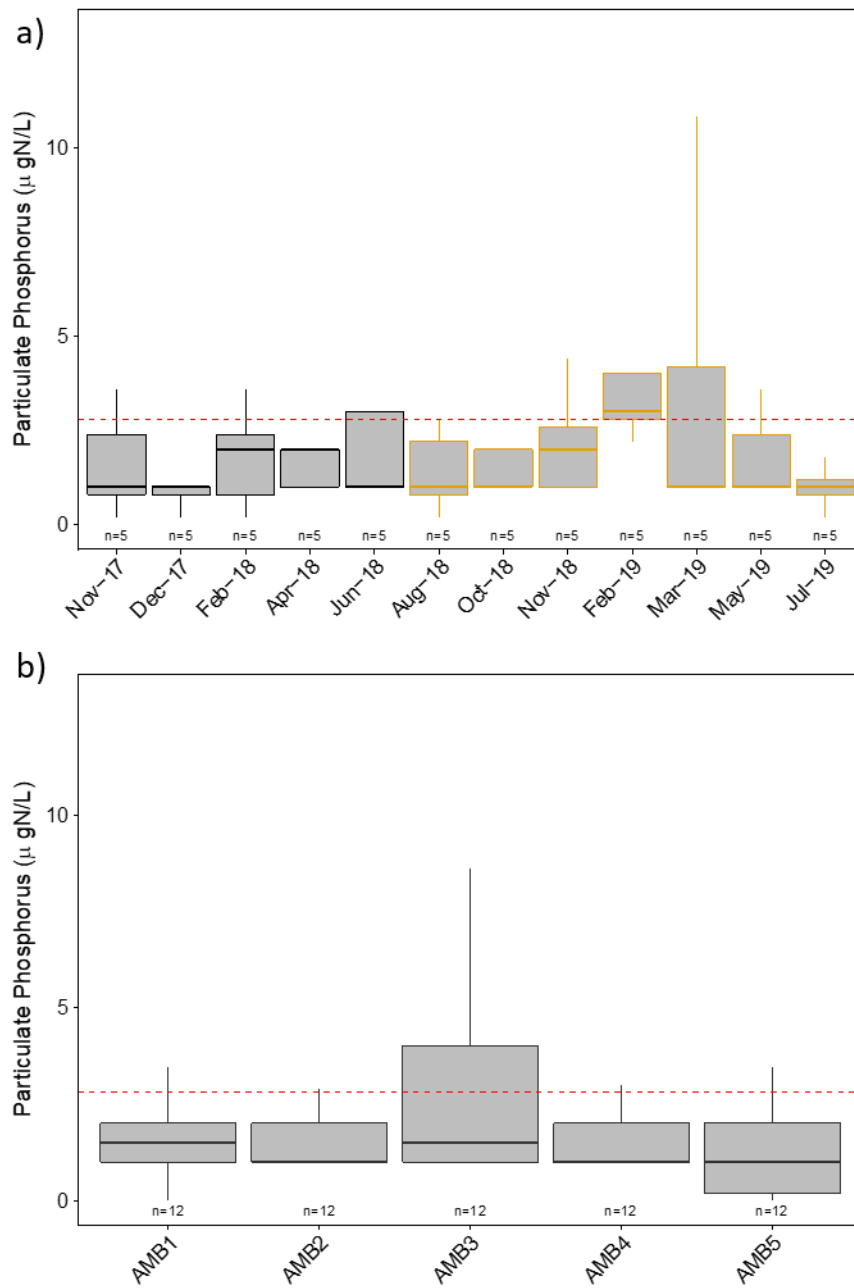 a)
Particulate Phosphorus (μ gN/L)
10
5
0
n=5 n=5 n=5 n=5 n=5 n=5 n=5 n=5 n=5 n=5 n=5 n=5
Nov-17 Dec-17 Feb-18 Apr-18 Jun-18 Aug-18 Oct-18 Nov-18 Feb-19 Mar-19 May-19 Jul-19
b)
Particulate Phosphorus (μ gN/L)
10
5
0
n=12 n=12 n=12 n=12 n=12
AMB1 AMB2 AMB3 AMB4 AMB5